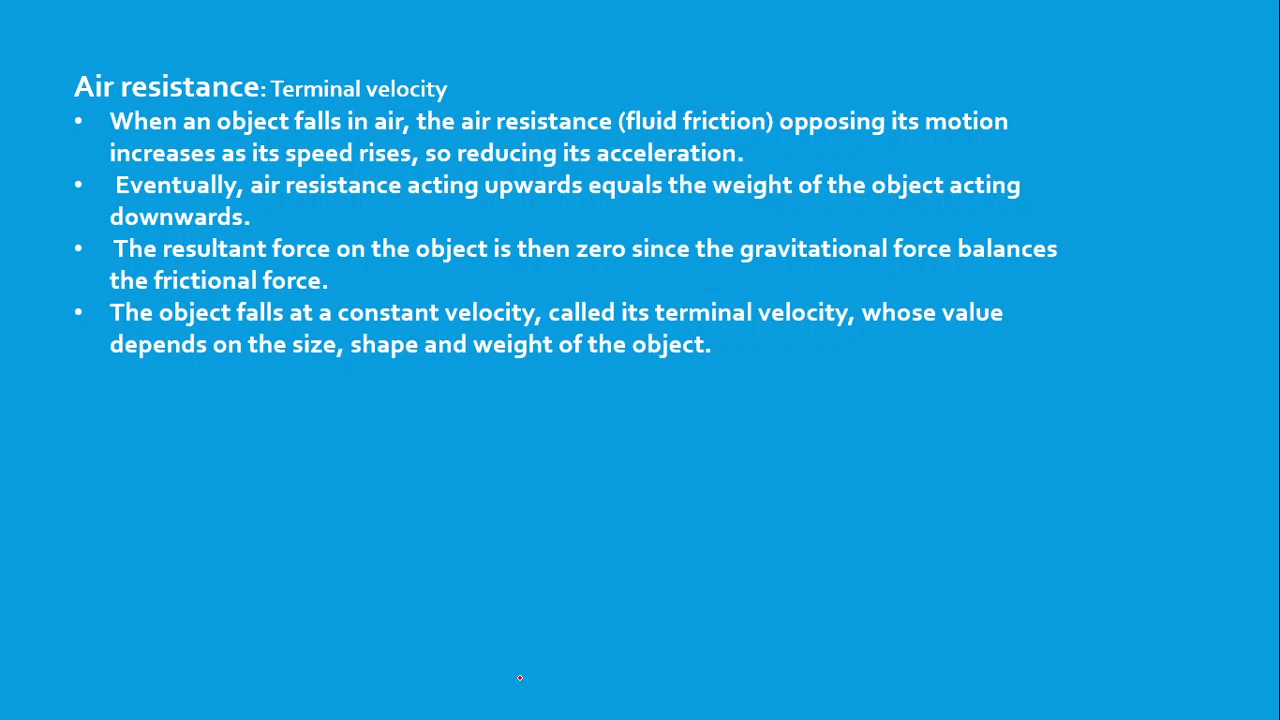 Air resistance: Terminal velocity
• When an object falls in air, the air resistance (fluid friction) opposing its motion
increases as its speed rises, so reducing its acceleration.
• Eventually, air resistance acting upwards equals the weight of the object acting
downwards.
• The resultant force on the object is then zero since the gravitational force balances
the frictional force.
• The object falls at a constant velocity, called its terminal velocity, whose value
depends on the size, shape and weight of the object.